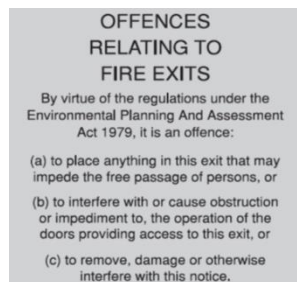 OFFENCES
RELATING TO
FIRE EXITS
By virtue of the regulations under the
Environmental Planning And Assessment
Act 1979, it is an offence:
(a) to place anything in this exit that may
impede the free passage of persons, or
(b) to interfere with or cause obstruction
or impediment to, the operation of the
doors providing access to this exit, or
(c) to remove, damage or otherwise
interfere with this notice.